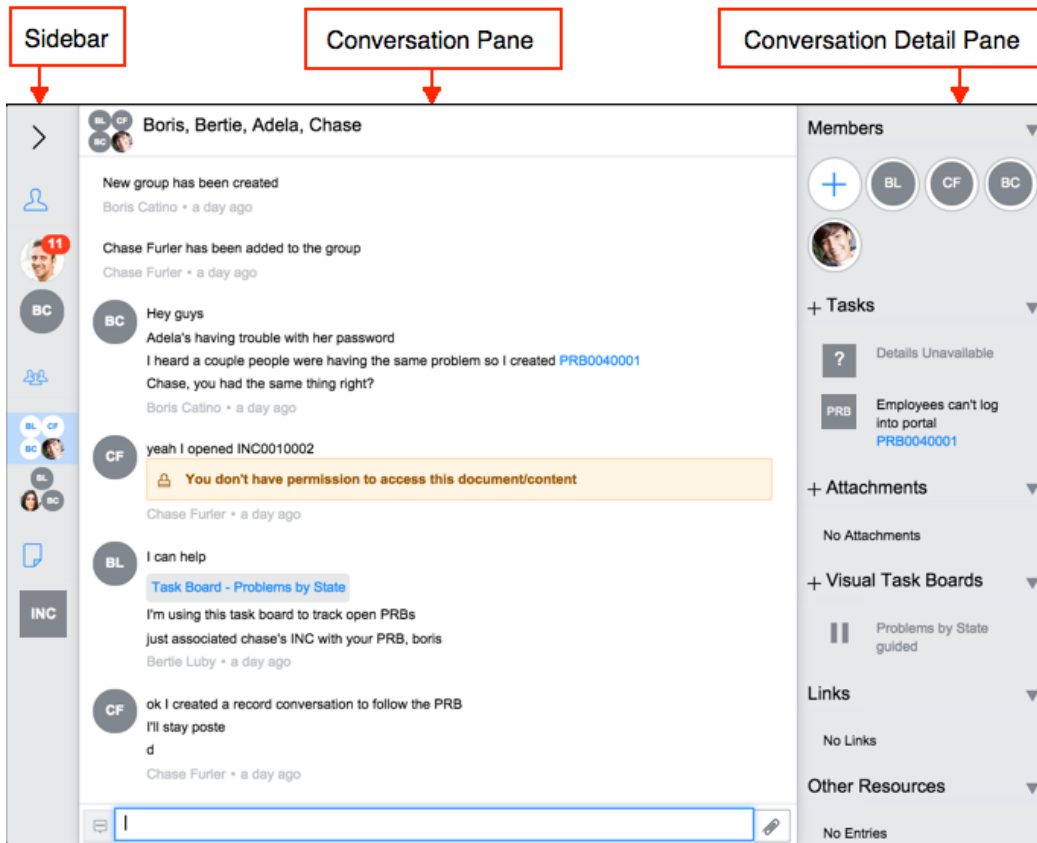 Sidebar
Conversation Pane
Conversation Detail Pane
BL CF
BC
Boris, Bertie, Adela, Chase
New group has been created
Boris Catino • a day ago
Chase Furler has been added to the group
Chase Furler • a day ago
BC
Hey guys
Adela's having trouble with her password
I heard a couple people were having the same problem so I created PRB0040001
Chase, you had the same thing right?
Boris Catino • a day ago
CF
yeah I opened INC0010002
You don't have permission to access this document/content
Chase Furler • a day ago
BL
I can help
Task Board - Problems by State
I'm using this task board to track open PRBs
just associated chase's INC with your PRB, boris
Bertie Luby • a day ago
CF
ok I created a record conversation to follow the PRB
I'll stay poste
d
Chase Furler • a day ago
11
BC
BL CF
BC
BL
BC
INC
Members
+ BL CF BC
+ Tasks
? Details Unavailable
PRB
Employees can't log
into portal
PRB0040001
+ Attachments
No Attachments
+ Visual Task Boards
Problems by State
guided
Links
No Links
Other Resources
No Entries